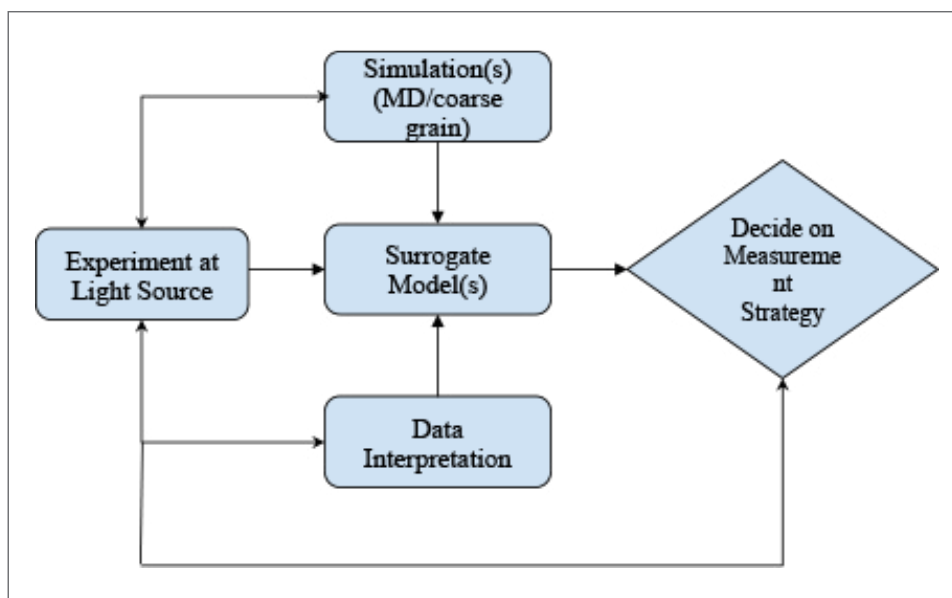 Simulation(s)
(MD/coarse
grain)
Experiment at
Light Source
Surrogate
Model(s)
Decide on
Measureme
nt
Strategy
Data
Interpretation